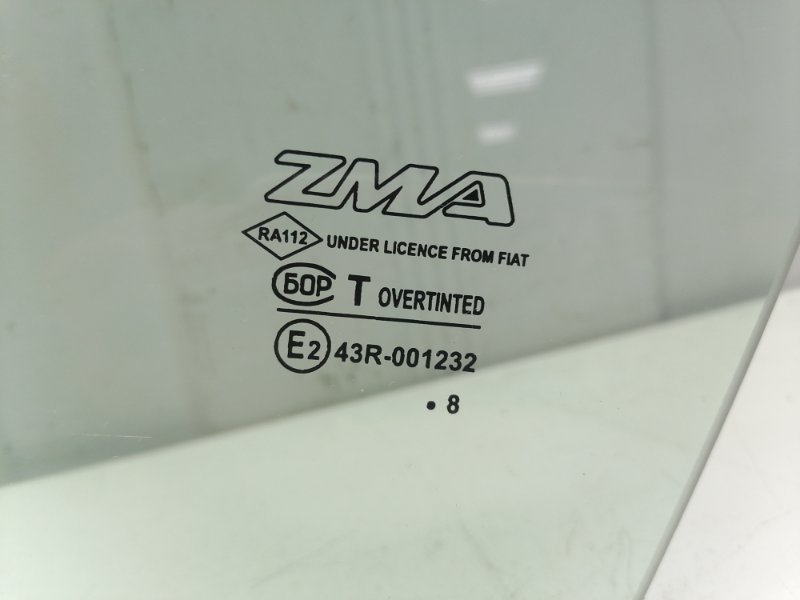 ZMA
RA112 UNDER LICENCE FROM FIAT
БОР T OVERTINTED
E2 43R-001232
. 8